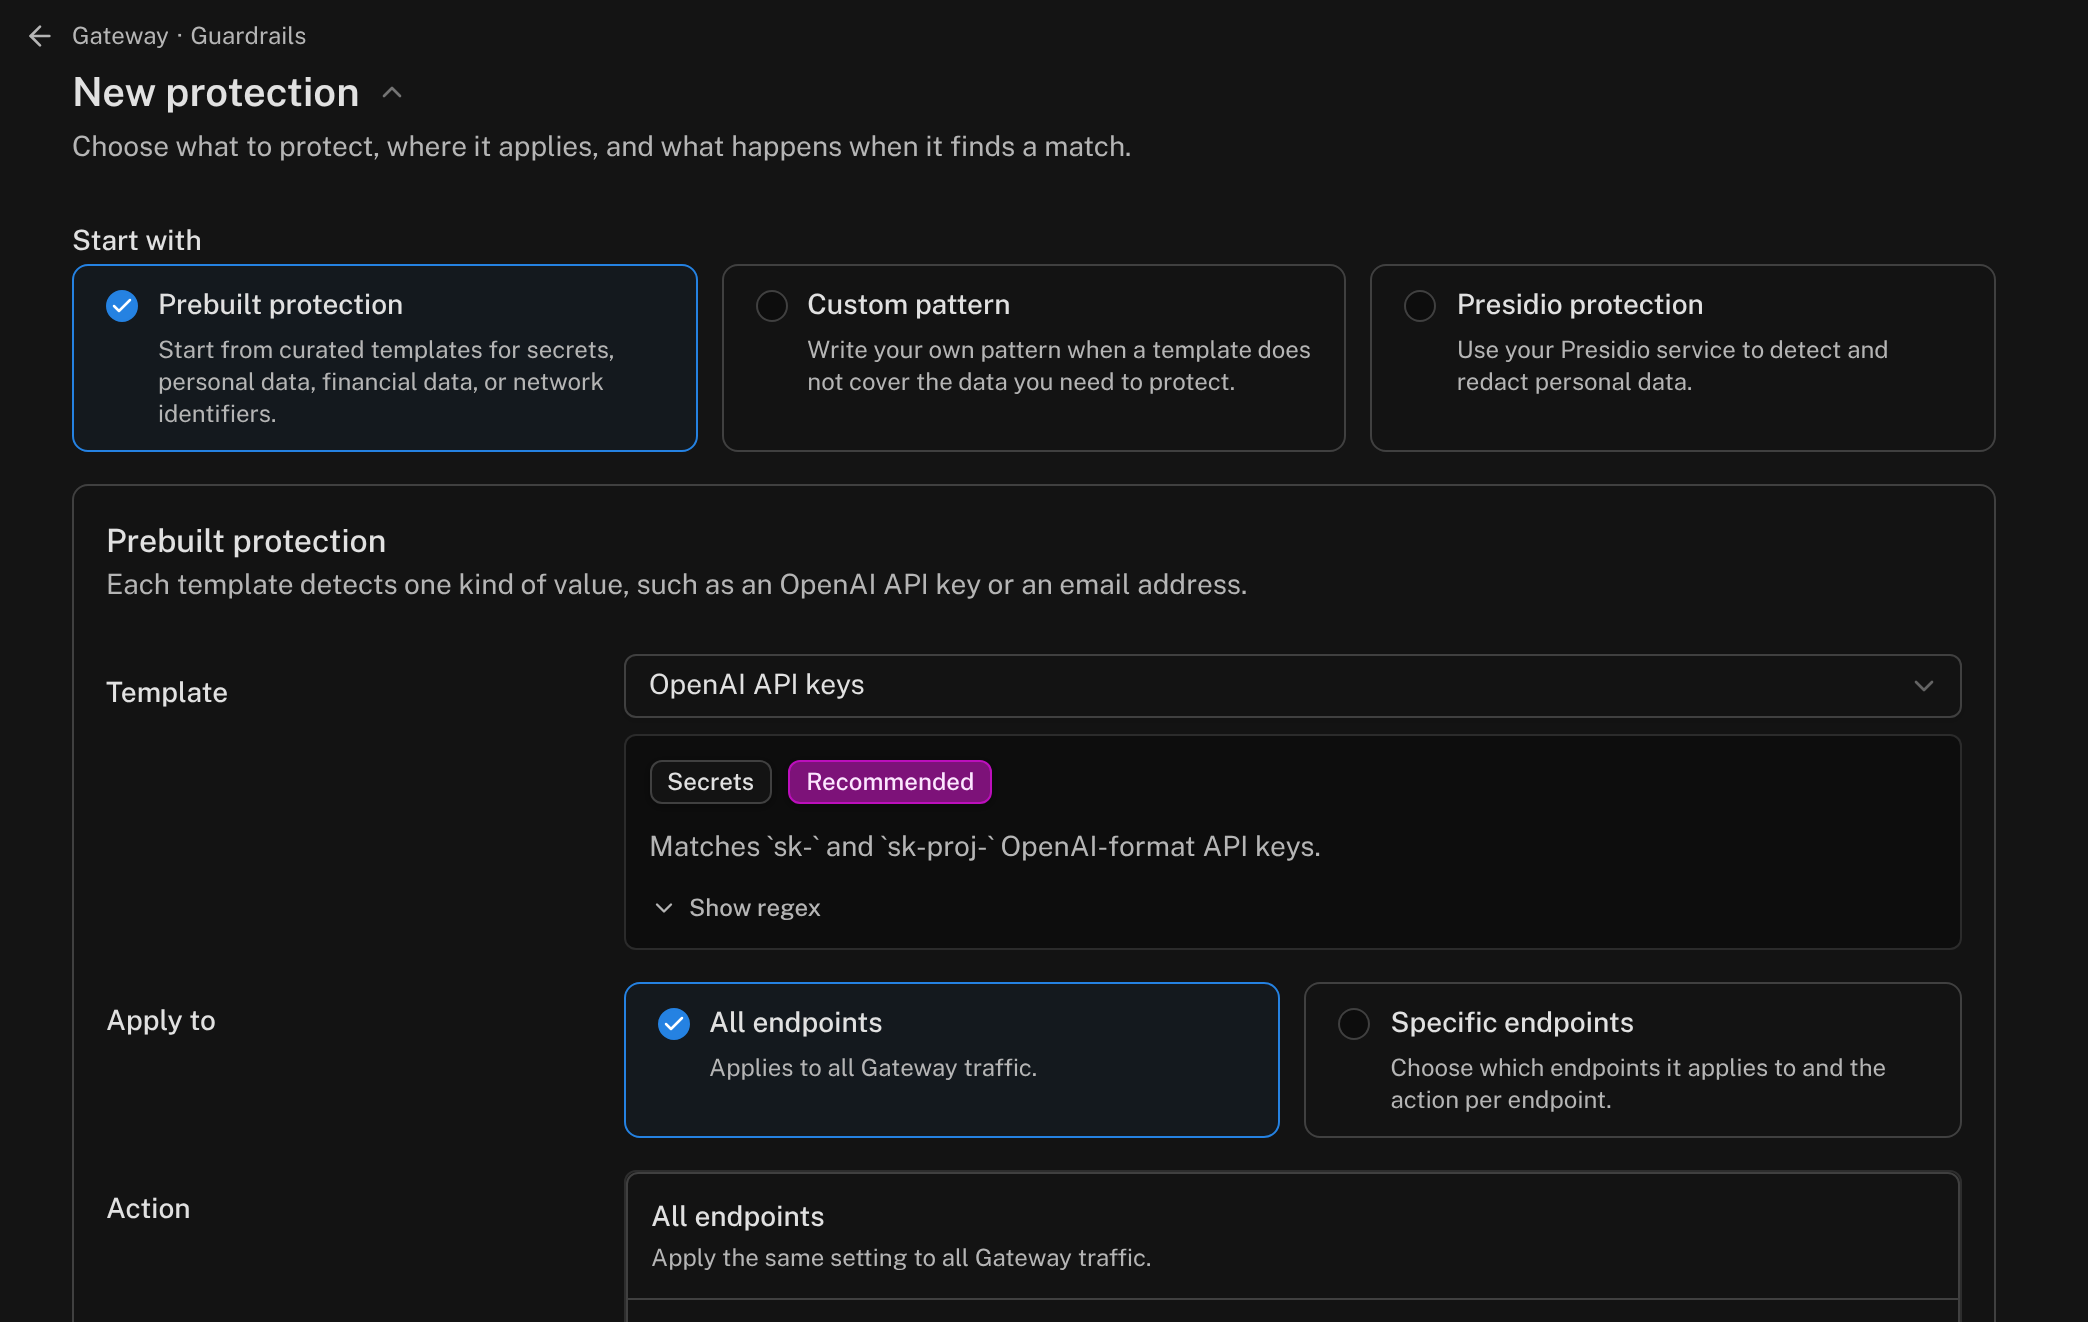 Gateway · Guardrails
New protection
Choose what to protect, where it applies, and what happens when it finds a match.
Start with
Prebuilt protection
Start from curated templates for secrets,
personal data, financial data, or network
identifiers.
Custom pattern
Write your own pattern when a template does
not cover the data you need to protect.
Presidio protection
Use your Presidio service to detect and
redact personal data.
Prebuilt protection
Each template detects one kind of value, such as an OpenAI API key or an email address.
Template
OpenAI API keys
Secrets
Recommended
Matches `sk-` and `sk-proj-` OpenAI-format API keys.
Show regex
Apply to
All endpoints
Applies to all Gateway traffic.
Specific endpoints
Choose which endpoints it applies to and the
action per endpoint.
Action
All endpoints
Apply the same setting to all Gateway traffic.